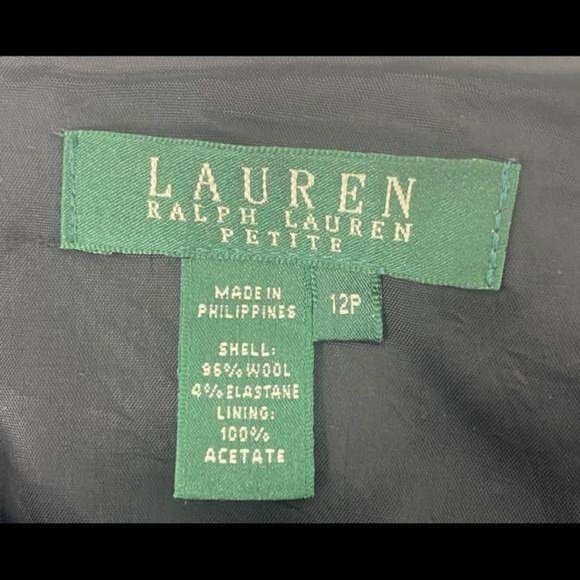 LAUREN
RALPH LAUREN
PETITE
MADE IN
PHILIPPINES
12P
SHELL:
96% WOOL
4% ELASTANE
LINING:
100%
ACETATE